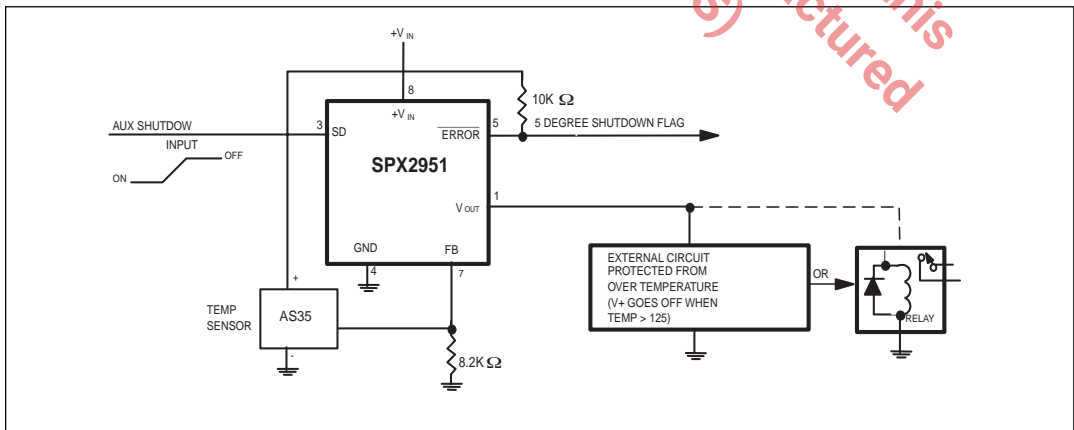 his
ctured
s)
+V IN
8
+V IN
10K Ω
AUX SHUTDOW
3
SD
ERROR
5
5 DEGREE SHUTDOWN FLAG
INPUT
ON
OFF
SPX2951
1
V OUT
GND
FB
4
7
TEMP
SENSOR
+
AS35
-
8.2K Ω
EXTERNAL CIRCUIT
PROTECTED FROM
OVER TEMPERATURE
(V+ GOES OFF WHEN
TEMP > 125)
OR
RELAY